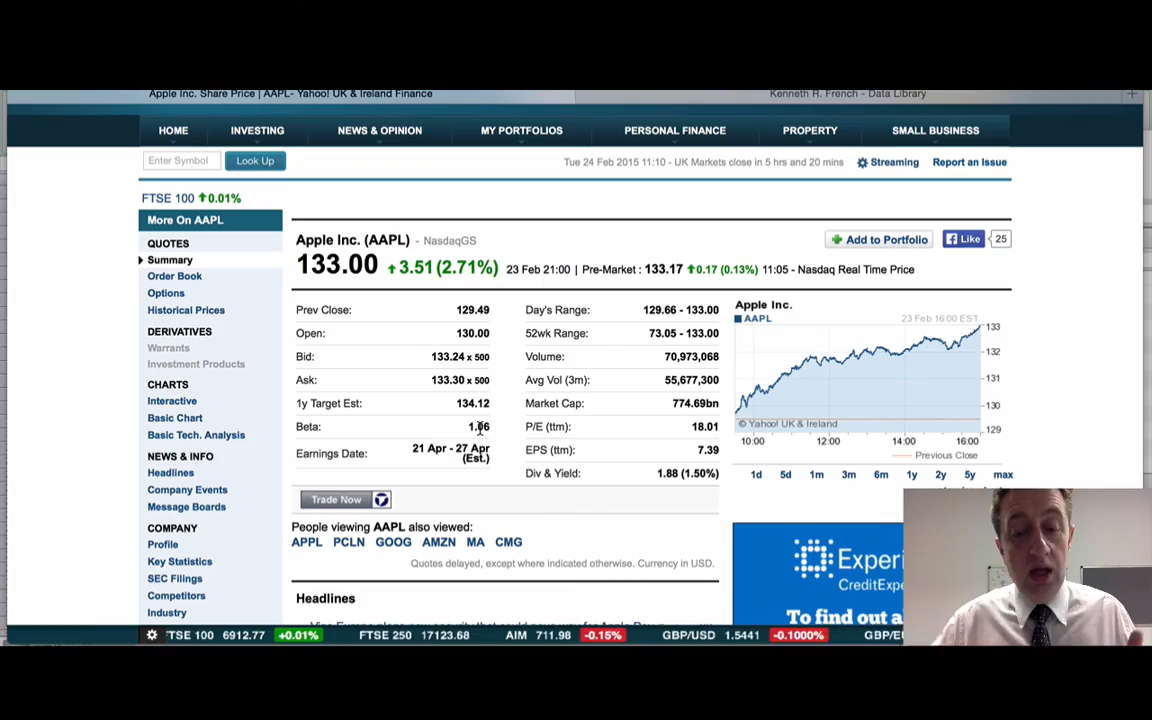 Apple Inc. Share Price | AAPL- Yahoo! UK & Ireland Finance
Kenneth R. French - Data Library
HOME INVESTING NEWS & OPINION MY PORTFOLIOS PERSONAL FINANCE PROPERTY SMALL BUSINESS
Enter Symbol Look Up Tue 24 Feb 2015 11:10 - UK Markets close in 5 hrs and 20 mins Streaming Report an Issue
FTSE 100 0.01%
More On AAPL
QUOTES
Summary
Order Book
Options
Historical Prices
DERIVATIVES
Warrants
Investment Products
CHARTS
Interactive
Basic Chart
Basic Tech. Analysis
NEWS & INFO
Headlines
Company Events
Message Boards
COMPANY
Profile
Key Statistics
SEC Filings
Competitors
Industry
Apple Inc. (AAPL) - NasdaqGS
Add to Portfolio Like 25
133.00 3.51 (2.71%) 23 Feb 21:00 | Pre-Market : 133.17 0.17 (0.13%) 11:05 - Nasdaq Real Time Price
Prev Close: 129.49
Open: 130.00
Bid: 133.24 x 500
Ask: 133.30 x 500
1y Target Est: 134.12
Beta:
Earnings Date: 21 Apr - 27 Apr
(Est.)
Day's Range: 129.66 - 133.00
52wk Range: 73.05 - 133.00
Volume: 70,973,068
Avg Vol (3m): 55,677,300
Market Cap: 774.69bn
P/E (ttm): 18.01
EPS (ttm): 7.39
Div & Yield: 1.88 (1.50%)
Apple Inc.
AAPL 23 Feb 16:00 EST
133
132
131
130
129
© Yahoo! UK & Ireland
10:00 12:00 14:00 16:00
Previous Close
1d 5d 1m 3m 6m 1y 2y 5y max
Trade Now
People viewing AAPL also viewed:
APPL PCLN GOOG AMZN MA CMG
Quotes delayed, except where indicated otherwise. Currency in USD.
Headlines
Experi
CreditExpe
To find out a
TSE 100 6912.77 +0.01% FTSE 250 17123.68 AIM 711.98 -0.15% GBP/USD 1.5441 -0.1000% GBP/E